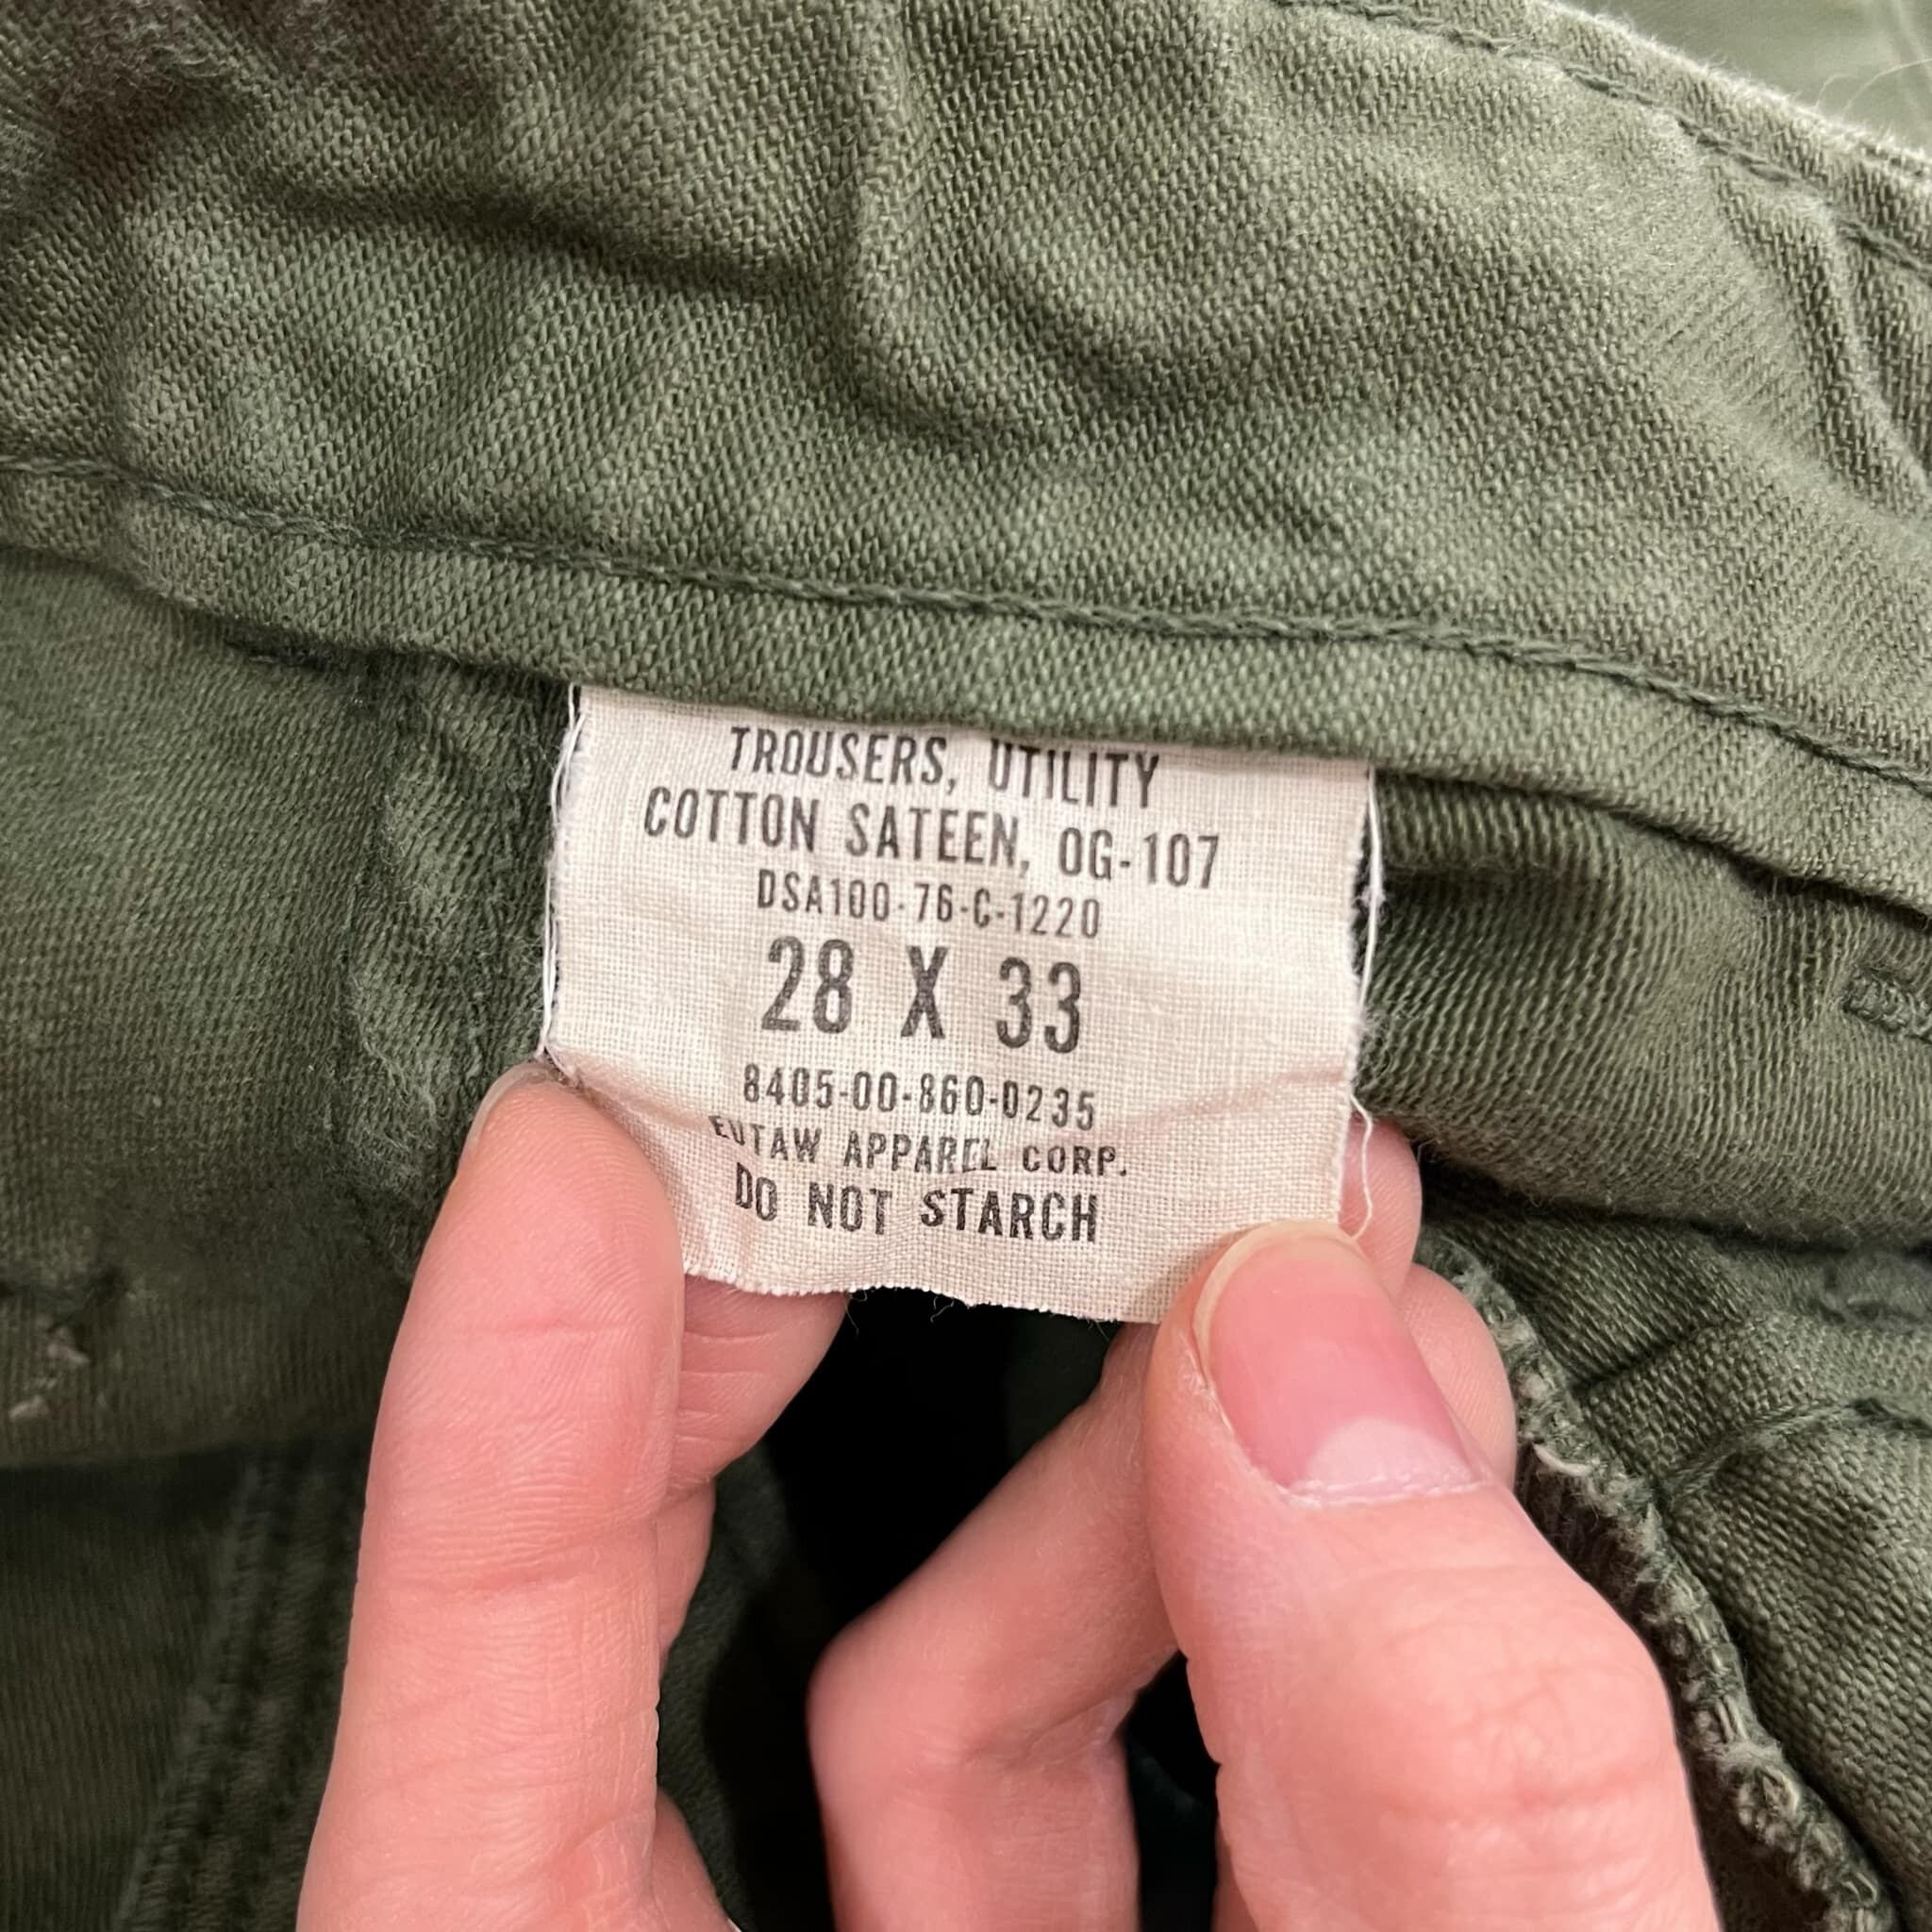 TROUSERS, UTILITY
COTTON SATEEN, OG-107
DSA100-76-C-1220
28 X 33
8405-00-860-0235
EUTAW APPAREL CORP.
DO NOT STARCH